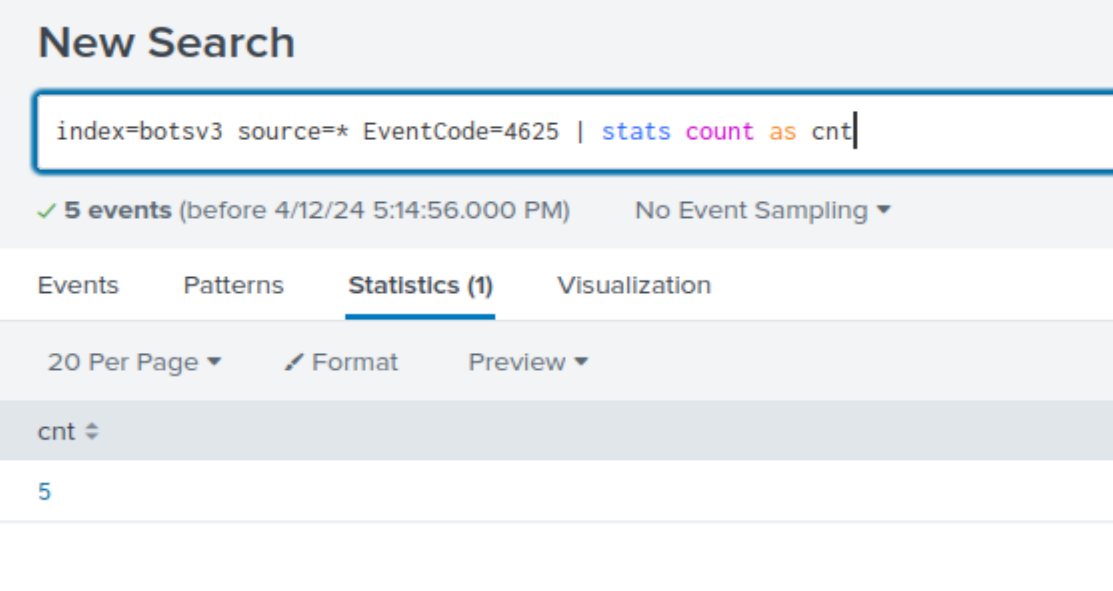 New Search
index=botsv3 source=* EventCode=4625 | stats count as cnt
5 events (before 4/12/24 5:14:56.000 PM) No Event Sampling
Events Patterns Statistics (1) Visualization
20 Per Page Format Preview
cnt
5